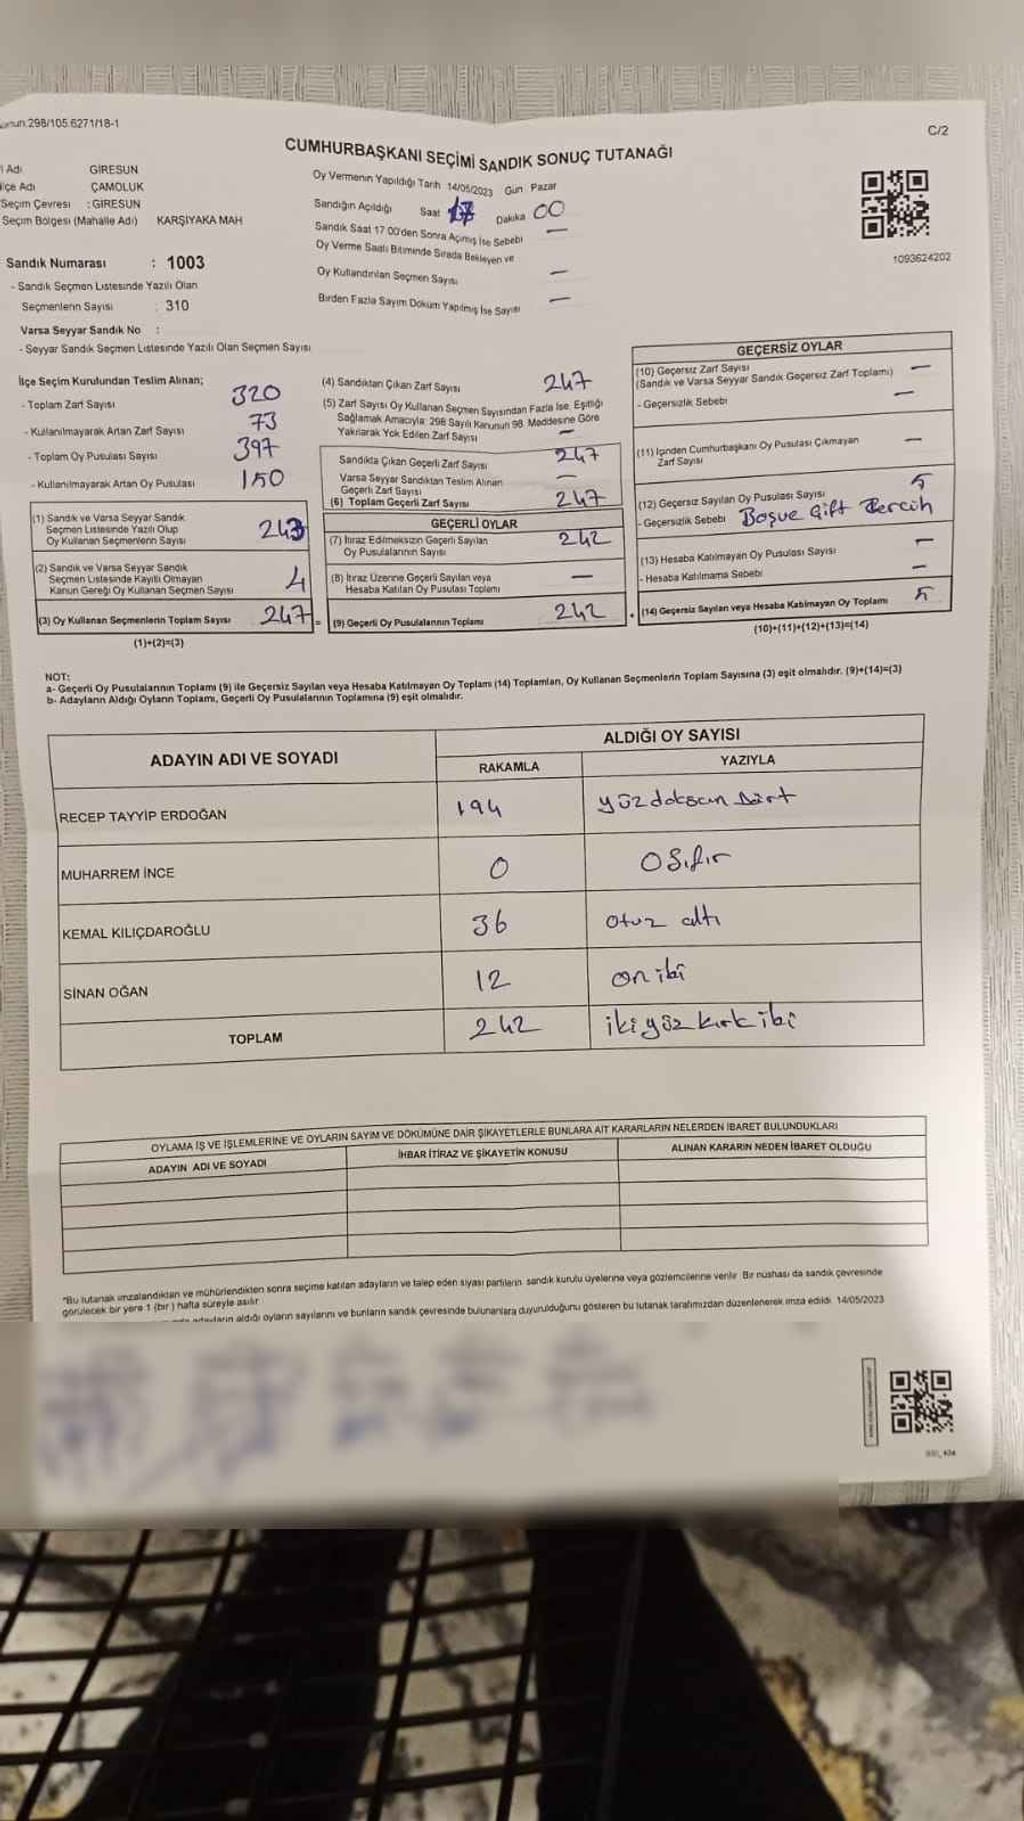 298/105.6271/18-1
C/2
CUMHURBAŞKANI SEÇİMİ SANDIK SONUÇ TUTANAĞI
Adı GİRESUN
Adı ÇAMOLUK
Seçim Çevresi : GİRESUN
Seçim Bölgesi (Mahalle Adı) KARŞIYAKA MAH
Sandık Numarası : 1003
- Sandık Seçmen Listesinde Yazılı Olan
Seçmenlerin Sayısı : 310
Varsa Seyyar Sandık No :
- Seyyar Sandık Seçmen Listesinde Yazılı Olan Seçmen Sayısı
Oy Vermenin Yapıldığı Tarih 14/05/2023 Gün Pazar
Sandığın Açıldığı Saat 17 Dakika 00
Sandık Saat 17:00'den Sonra Açılmış İse Sebebi —
Oy Verme Saati Bitiminde Sırada Bekleyen ve
Oy Kullandırılan Seçmen Sayısı —
Birden Fazla Sayım Döküm Yapılmış İse Sayısı —
1093624202
İlçe Seçim Kurulundan Teslim Alınan;
- Toplam Zarf Sayısı 320
- Kullanılmayarak Artan Zarf Sayısı 73
- Toplam Oy Pusulası Sayısı 397
- Kullanılmayarak Artan Oy Pusulası 150
(1) Sandık ve Varsa Seyyar Sandık
Seçmen Listesinde Yazılı Olup
Oy Kullanan Seçmenlerin Sayısı 243
(2) Sandık ve Varsa Seyyar Sandık
Seçmen Listesinde Kayıtlı Olmayan
Kanun Gereği Oy Kullanan Seçmen Sayısı 4
(3) Oy Kullanan Seçmenlerin Toplam Sayısı 247 =
(1)+(2)=(3)
(4) Sandıktan Çıkan Zarf Sayısı 247
(5) Zarf Sayısı Oy Kullanan Seçmen Sayısından Fazla İse, Eşitliği
Sağlamak Amacıyla 298 Sayılı Kanunun 98. Maddesine Göre
Yakılarak Yok Edilen Zarf Sayısı —
Sandıkta Çıkan Geçerli Zarf Sayısı 247
Varsa Seyyar Sandıktan Teslim Alınan
Geçerli Zarf Sayısı —
(6) Toplam Geçerli Zarf Sayısı 247
GEÇERLİ OYLAR
(7) İtiraz Edilmeksizin Geçerli Sayılan
Oy Pusulalarının Sayısı 242
(8) İtiraz Üzerine Geçerli Sayılan veya
Hesaba Katılan Oy Pusulası Toplamı —
(9) Geçerli Oy Pusulalarının Toplamı 242 +
GEÇERSİZ OYLAR
(10) Geçersiz Zarf Sayısı
(Sandık ve Varsa Seyyar Sandık Geçersiz Zarf Toplamı) —
- Geçersizlik Sebebi —
(11) İçinden Cumhurbaşkanı Oy Pusulası Çıkmayan
Zarf Sayısı —
(12) Geçersiz Sayılan Oy Pusulası Sayısı 5
- Geçersizlik Sebebi Boşve Gift Tercih
(13) Hesaba Katılmayan Oy Pusulası Sayısı —
- Hesaba Katılmama Sebebi —
(14) Geçersiz Sayılan veya Hesaba Katılmayan Oy Toplamı 5
(10)+(11)+(12)+(13)=(14)
NOT:
a- Geçerli Oy Pusulalarının Toplamı (9) ile Geçersiz Sayılan veya Hesaba Katılmayan Oy Toplamı (14) Toplamları, Oy Kullanan Seçmenlerin Toplam Sayısına (3) eşit olmalıdır. (9)+(14)=(3)
b- Adayların Aldığı Oyların Toplamı, Geçerli Oy Pusulalarının Toplamına (9) eşit olmalıdır.
ADAYIN ADI VE SOYADI ALDIĞI OY SAYISI
RAKAMLA YAZIYLA
RECEP TAYYİP ERDOĞAN 194 yüzdoksan Dört
MUHARREM İNCE 0 0 Sıfır
KEMAL KILIÇDAROĞLU 36 otuz altı
SİNAN OĞAN 12 on iki
TOPLAM 242 ikiyüz kırk iki
OYLAMA İŞ VE İŞLEMLERİNE VE OYLARIN SAYIM VE DÖKÜMÜNE DAİR ŞİKAYETLERLE BUNLARA AİT KARARLARIN NELERDEN İBARET BULUNDUKLARI
ADAYIN ADI VE SOYADI İHBAR İTİRAZ VE ŞİKAYETİN KONUSU ALINAN KARARIN NEDEN İBARET OLDUĞU
"Bu tutanak imzalandıktan ve mühürlendikten sonra seçime katılan adayların ve talep eden siyasi partilerin sandık kurulu üyelerine veya gözlemcilerine verilir. Bir nüshası da sandık çevresinde
görülecek bir yere 1 (bir) hafta süreyle asılır.
adayların aldığı oyların sayılarını ve bunların sandık çevresinde bulunanlara duyurulduğunu gösteren bu tutanak tarafımızdan düzenlenerek imza edildi. 14/05/2023